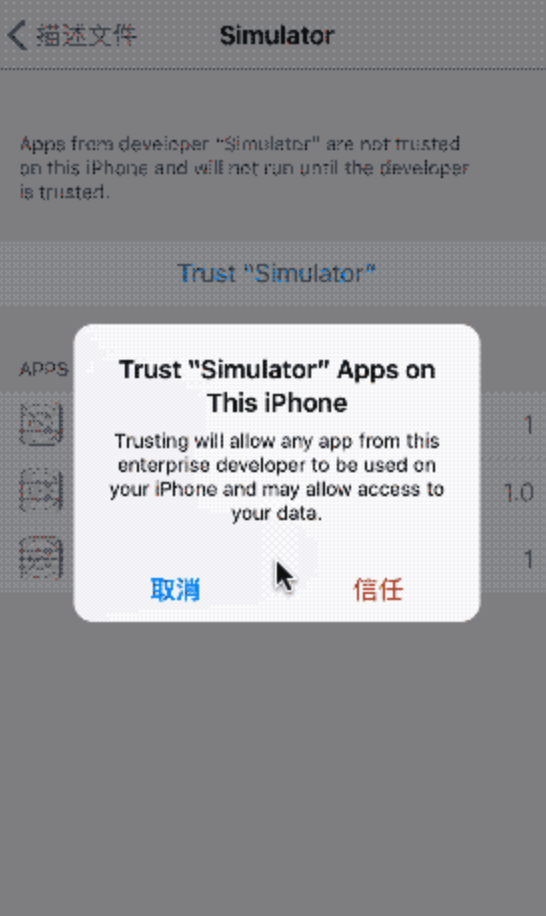 描述文件
Simulator
Apps from developer “Simulator” are not trusted
on this iPhone and will not run until the developer
is trusted.
Trust “Simulator”
APPS
Trust “Simulator” Apps on
This iPhone
Trusting will allow any app from this
enterprise developer to be used on
your iPhone and may allow access to
your data.
1
1.0
取消
信任
1